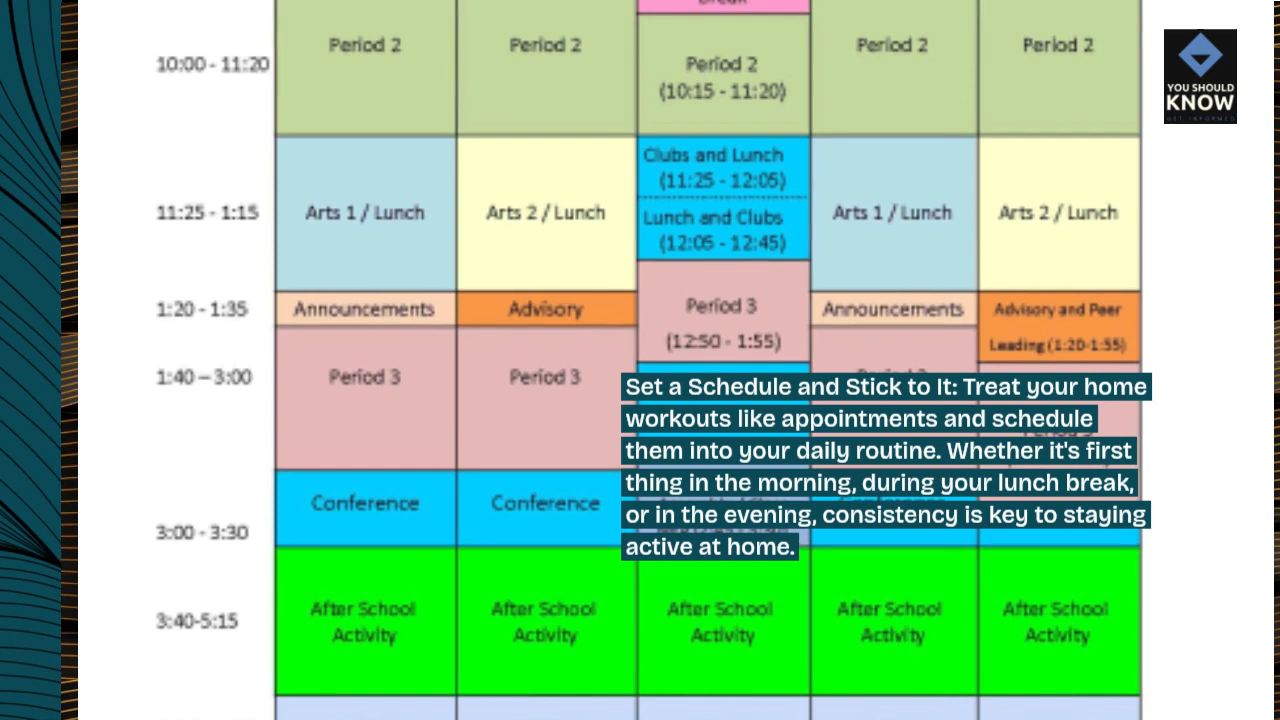 Break
Period 2
Period 2
Period 2
Period 2
10:00 - 11:20
Period 2
(10:15 - 11:20)
YOU SHOULD
KNOW
GET INFORMED
Clubs and Lunch
(11:25 - 12:05)
11:25 - 1:15
Arts 1 / Lunch
Arts 2 / Lunch
Lunch and Clubs
(12:05 - 12:45)
Arts 1 / Lunch
Arts 2 / Lunch
1:20 - 1:35
Announcements
Advisory
Period 3
(12:50 - 1:55)
Announcements
Advisory and Peer
Leading (1:20-1:55)
1:40 – 3:00
Period 3
Period 3
Set a Schedule and Stick to It: Treat your home
workouts like appointments and schedule
them into your daily routine. Whether it's first
thing in the morning, during your lunch break,
or in the evening, consistency is key to staying
active at home.
Conference
Conference
3:00 - 3:30
3:40-5:15
After School
Activity
After School
Activity
After School
Activity
After School
Activity
After School
Activity